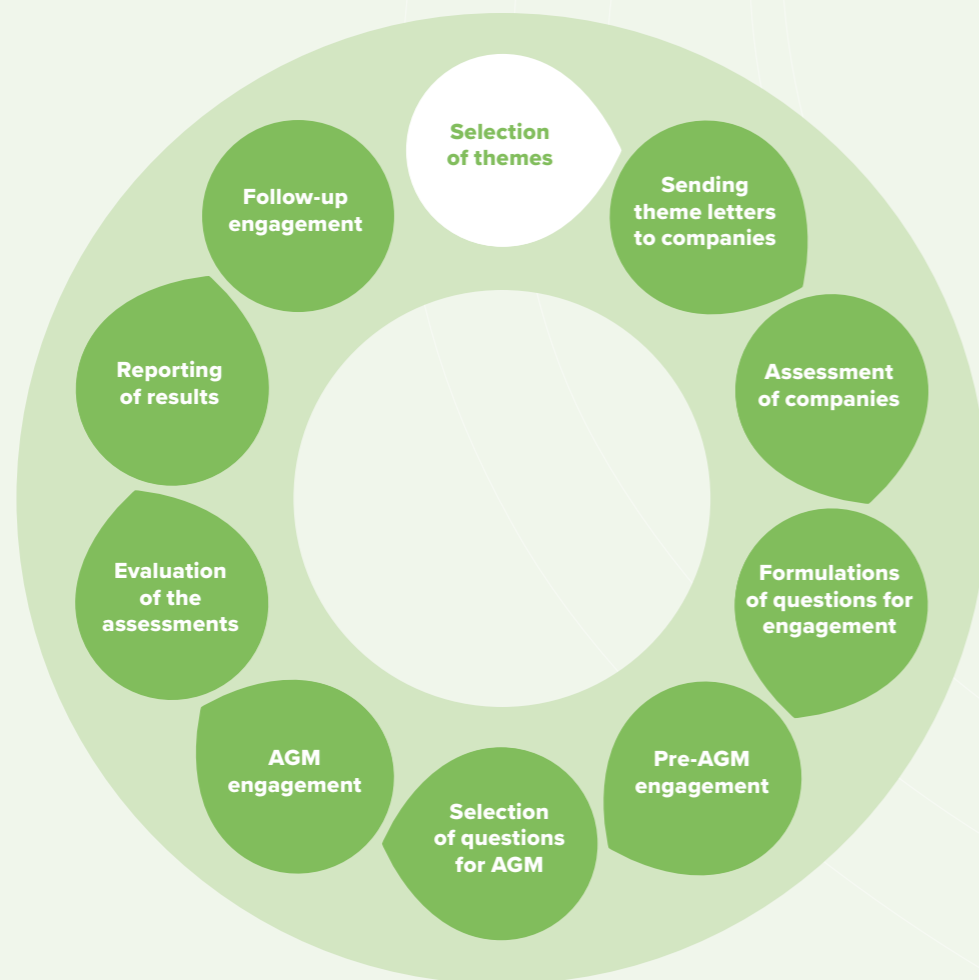 Selection
of themes
Sending
theme letters
to companies
Assessment
of companies
Formulations
of questions for
engagement
Pre-AGM
engagement
Selection
of questions
for AGM
AGM
engagement
Evaluation
of the
assessments
Reporting
of results
Follow-up
engagement